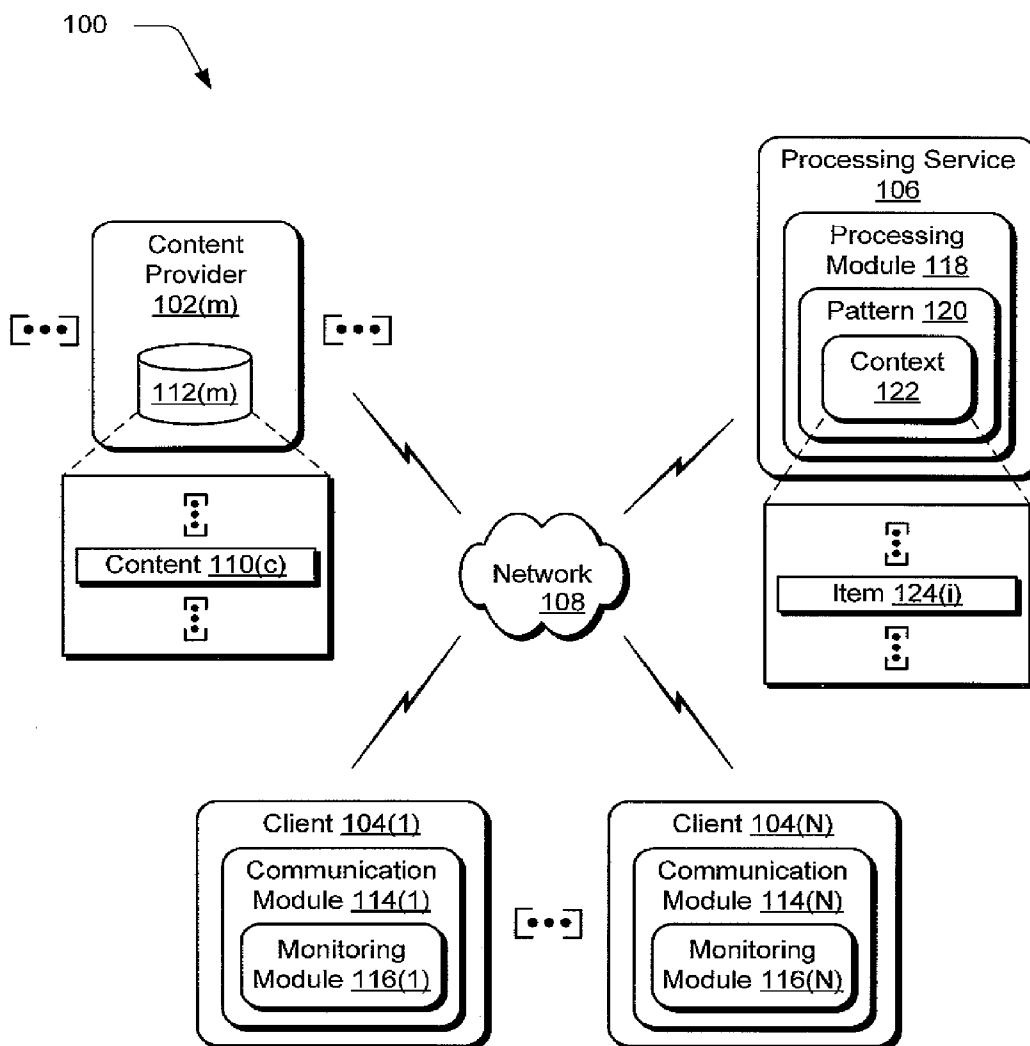 100
Processing Service
106
Processing
Module 118
Pattern 120
Context
122
Content
Provider
102(m)
[•••]
[•••]
112(m)
[•••]
Content 110(c)
[•••]
[•••]
Item 124(i)
[•••]
Network
108
Client 104(1)
Communication
Module 114(1)
Monitoring
Module 116(1)
[•••]
Client 104(N)
Communication
Module 114(N)
Monitoring
Module 116(N)